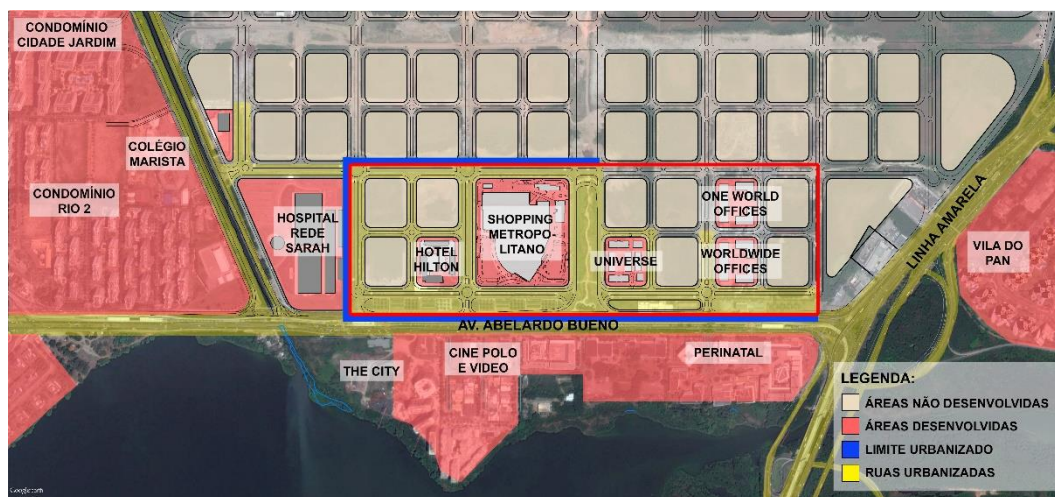 CONDOMÍNIO
CIDADE JARDIM
COLÉGIO
MARISTA
CONDOMÍNIO
RIO 2
HOSPITAL
REDE
SARAH
HOTEL
HILTON
SHOPPING
METROPO-
LITANO
UNIVERSE
ONE WORLD
OFFICES
WORLDWIDE
OFFICES
LINHA AMARELA
VILA DO
PAN
AV. ABELARDO BUENO
THE CITY
CINE POLO
E VIDEO
PERINATAL
LEGENDA:
ÁREAS NÃO DESENVOLVIDAS
ÁREAS DESENVOLVIDAS
LIMITE URBANIZADO
RUAS URBANIZADAS
Google earth